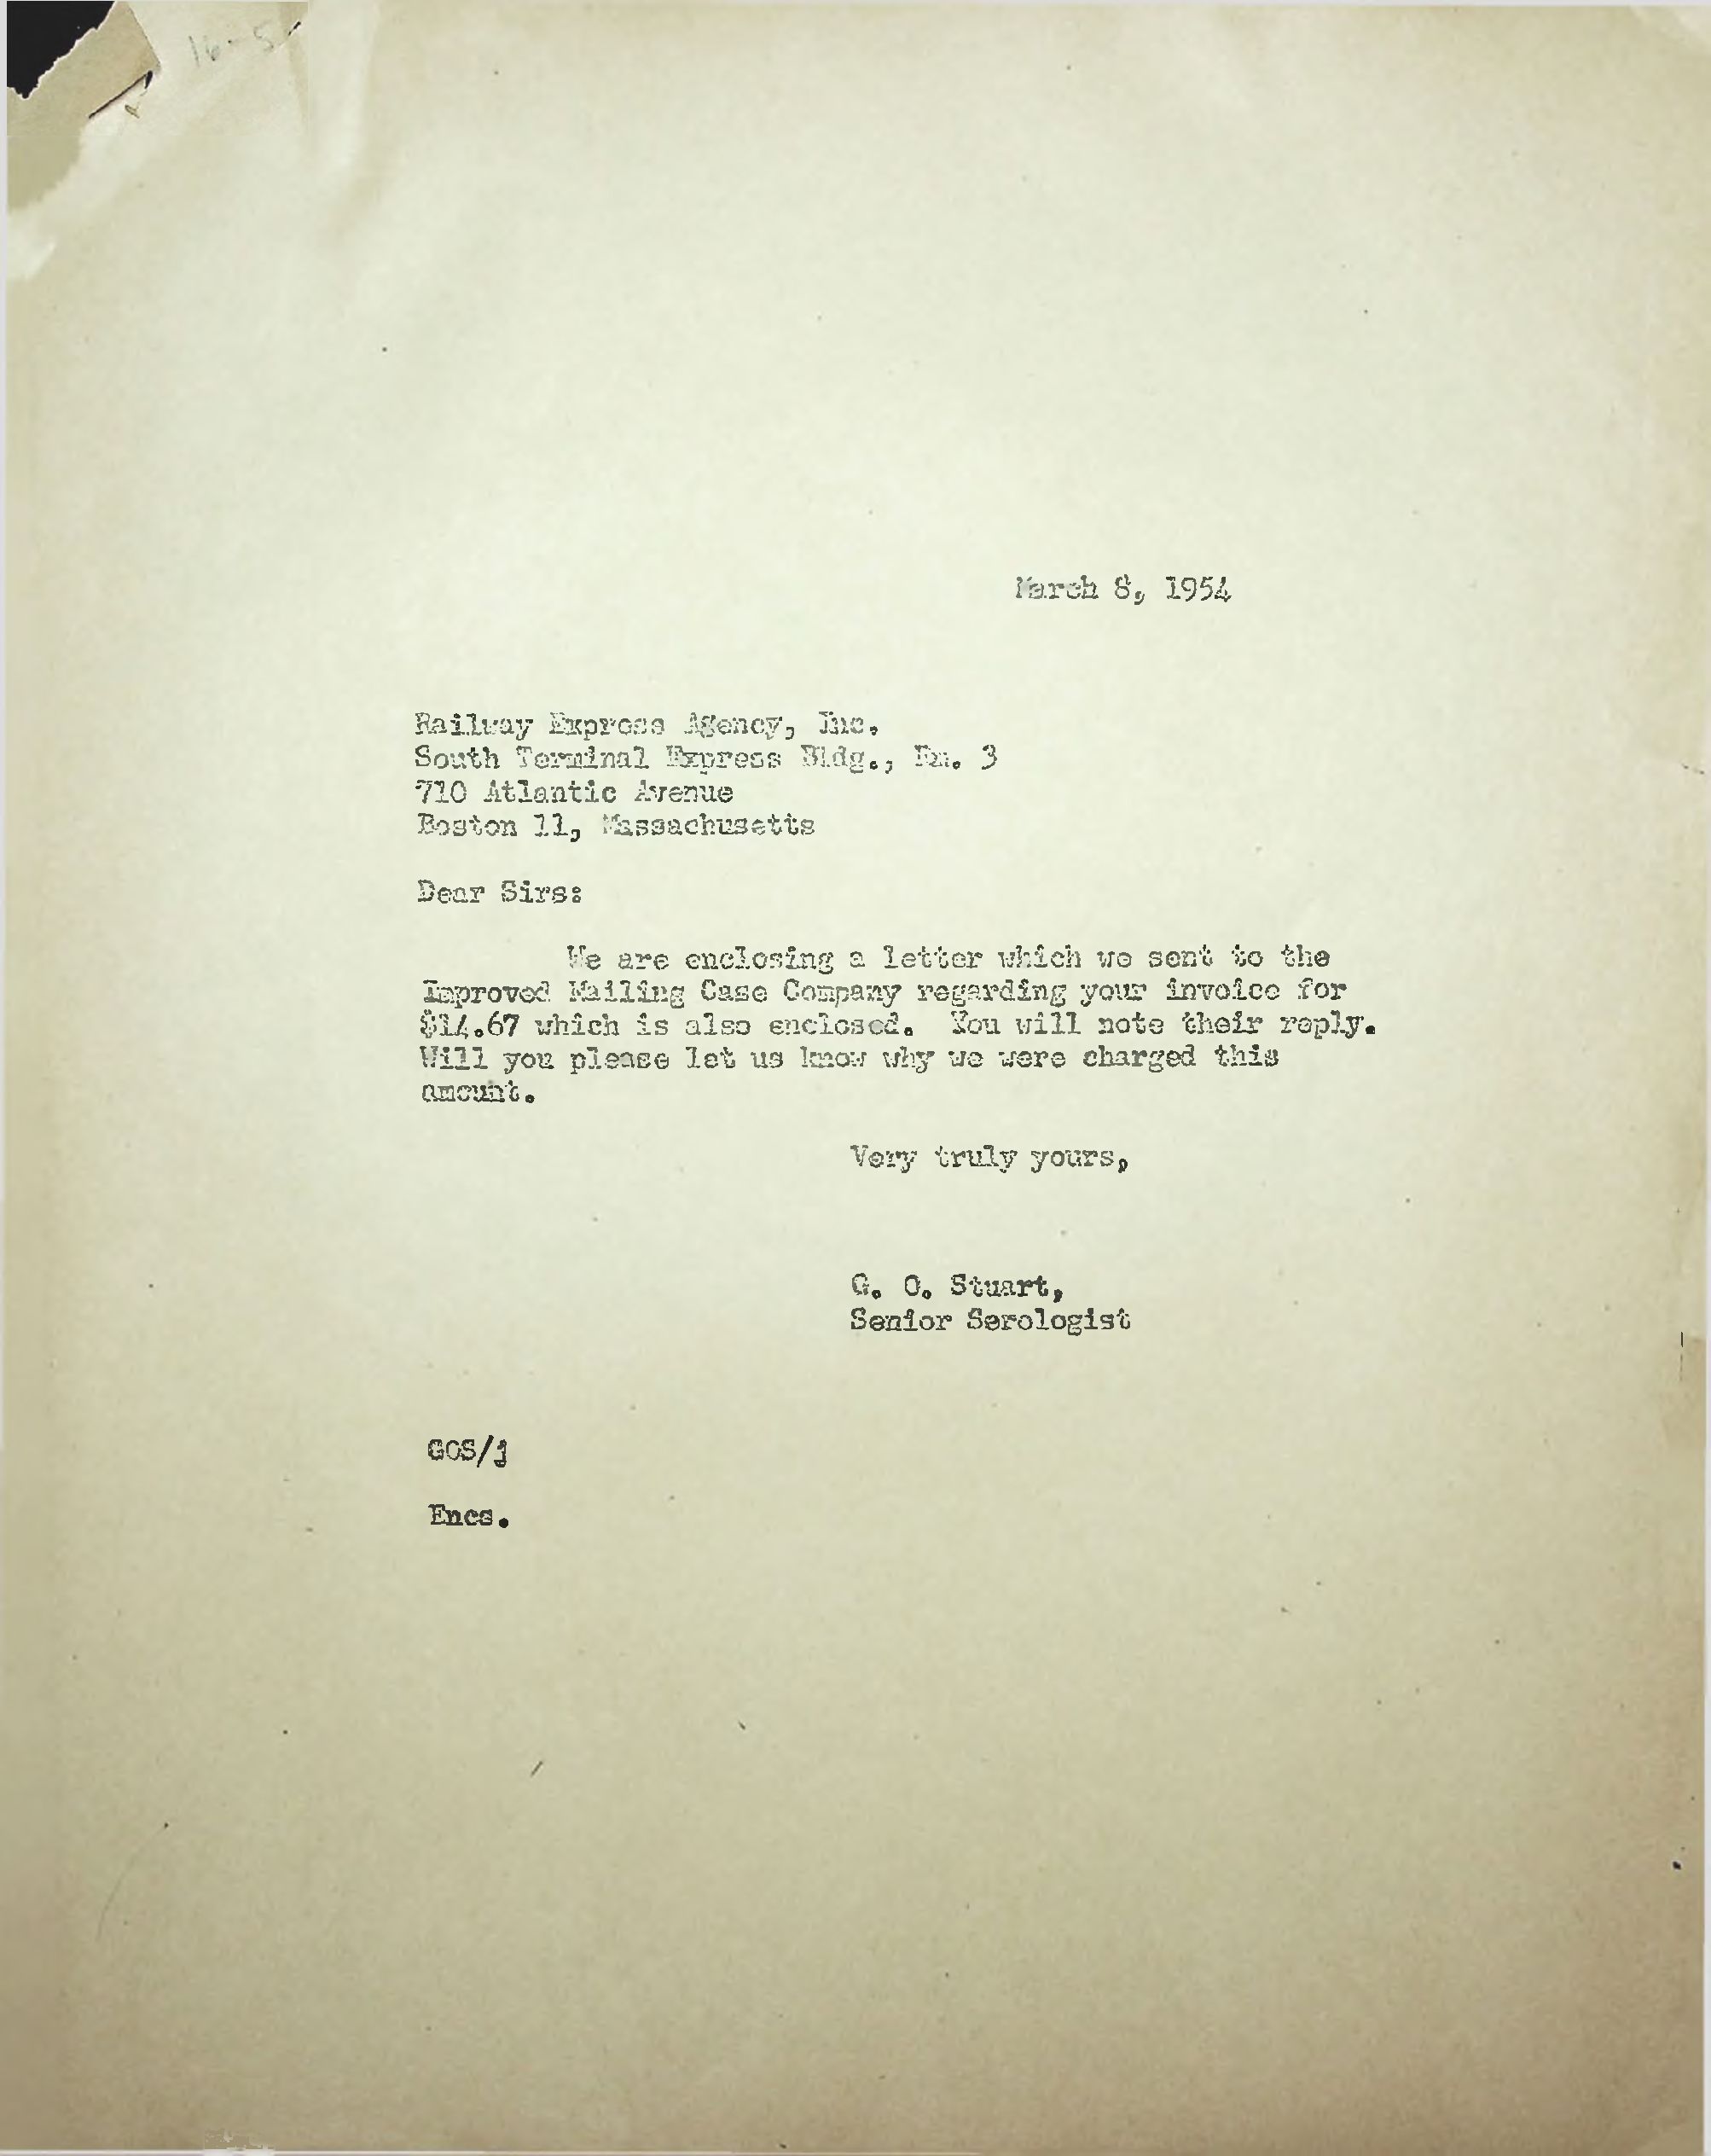 16-5
March 8, 1954
Railway Express Agency, Inc.
South Terminal Express Bldg., Rm. 3
710 Atlantic Avenue
Boston 11, Massachusetts
Dear Sirs:
We are enclosing a letter which we sent to the
Improved Mailing Case Company regarding your invoice for
$14.67 which is also enclosed. You will note their reply.
Will you please let us know why we were charged this
amount.
Very truly yours,
G. O. Stuart,
Senior Serologist
GOS/j
Encs.